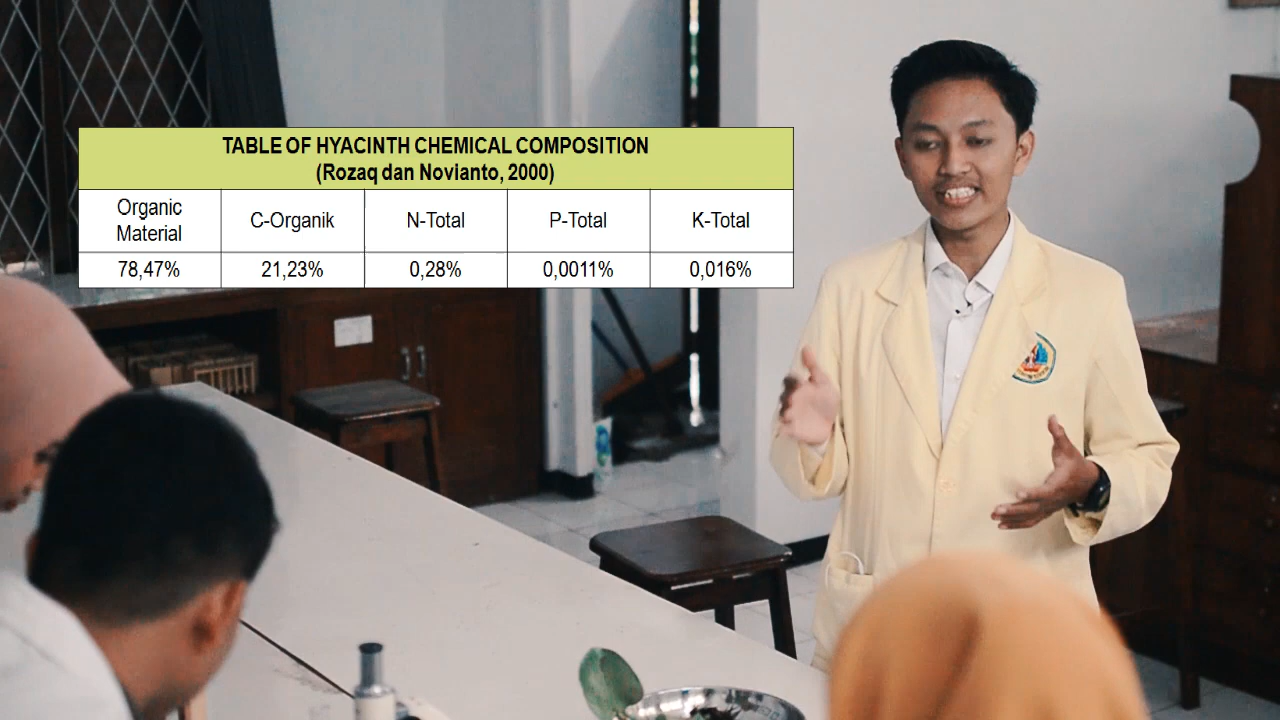 TABLE OF HYACINTH CHEMICAL COMPOSITION
(Rozaq dan Novianto, 2000)
Organic
Material
C-Organik
N-Total
P-Total
K-Total
78,47%
21,23%
0,28%
0,0011%
0,016%